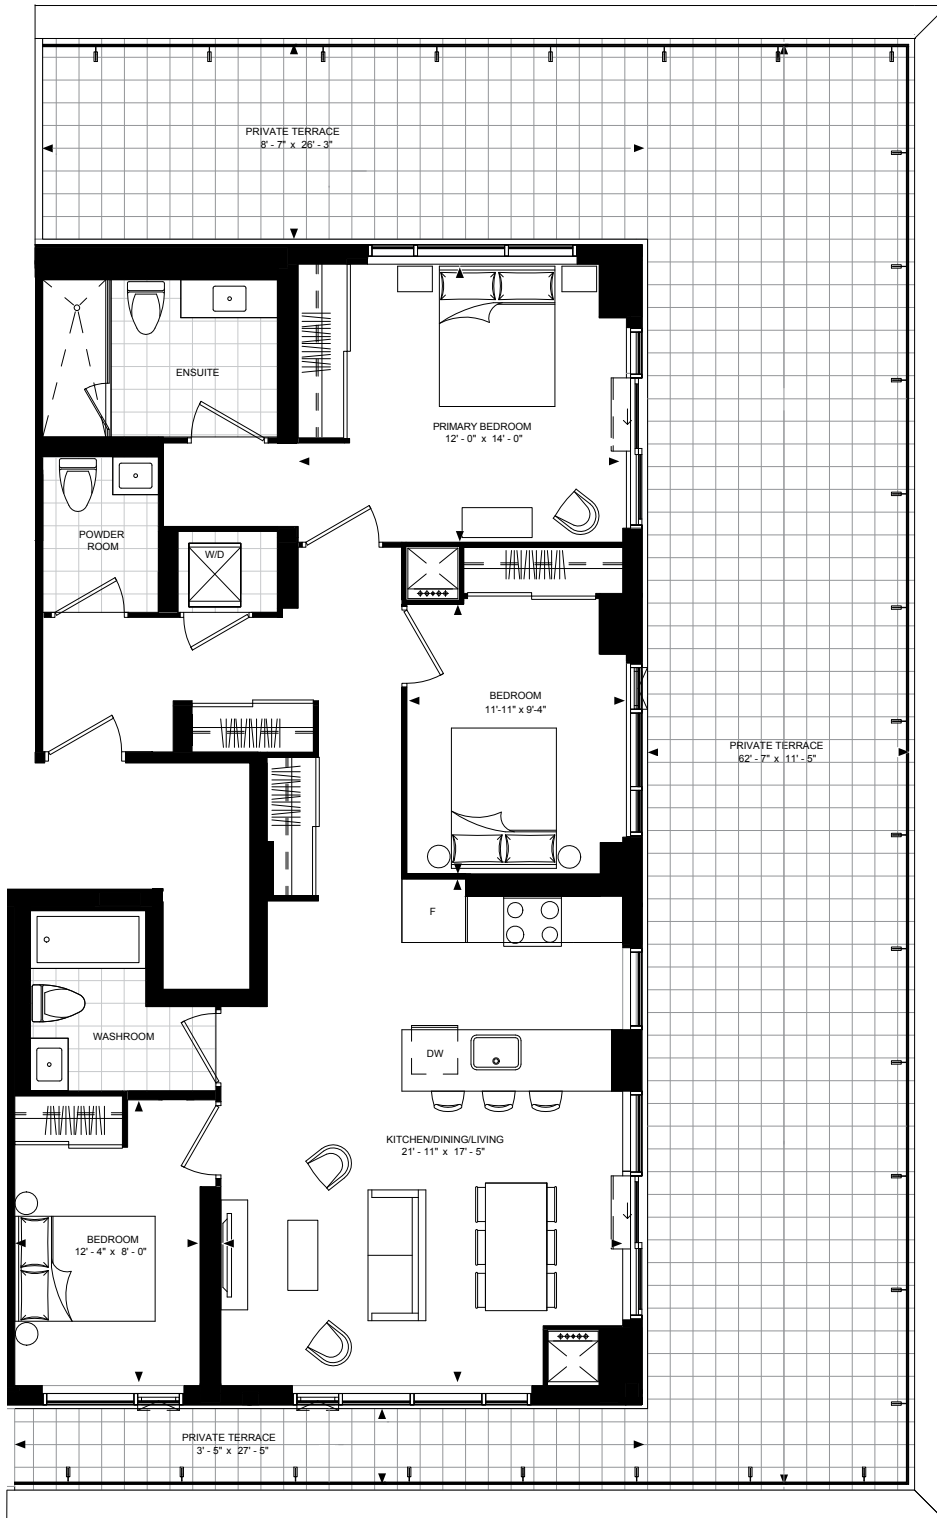 PRIVATE TERRACE
8' - 7" x 26' - 3"
ENSUITE
PRIMARY BEDROOM
12' - 0" x 14' - 0"
POWDER
ROOM
W/D
BEDROOM
11'-11" x 9'-4"
PRIVATE TERRACE
62' - 7" x 11' - 5"
F
WASHROOM
DW
KITCHEN/DINING/LIVING
21' - 11" x 17' - 5"
BEDROOM
12' - 4" x 8' - 0"
PRIVATE TERRACE
3' - 5" x 27' - 5"